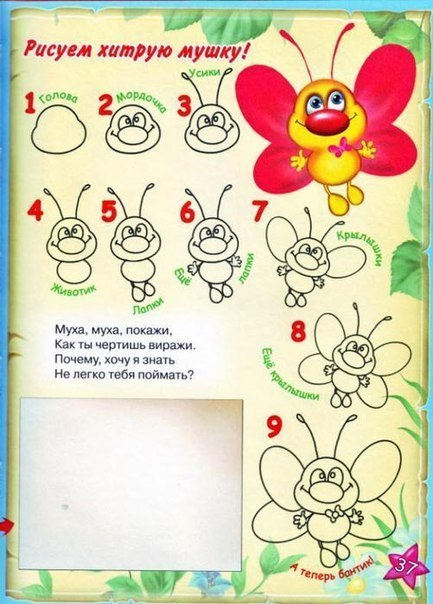 Рисуем хитрую мушку!
1 Голова
2 Мордочка
3 Усики
4 Животик
5 Лапки
6 Ещё лапки
7 Крылышки
Муха, муха, покажи,
Как ты чертишь виражи.
Почему, хочу я знать
Не легко тебя поймать?
8 Ещё крылышки
9 А теперь бантик!
37